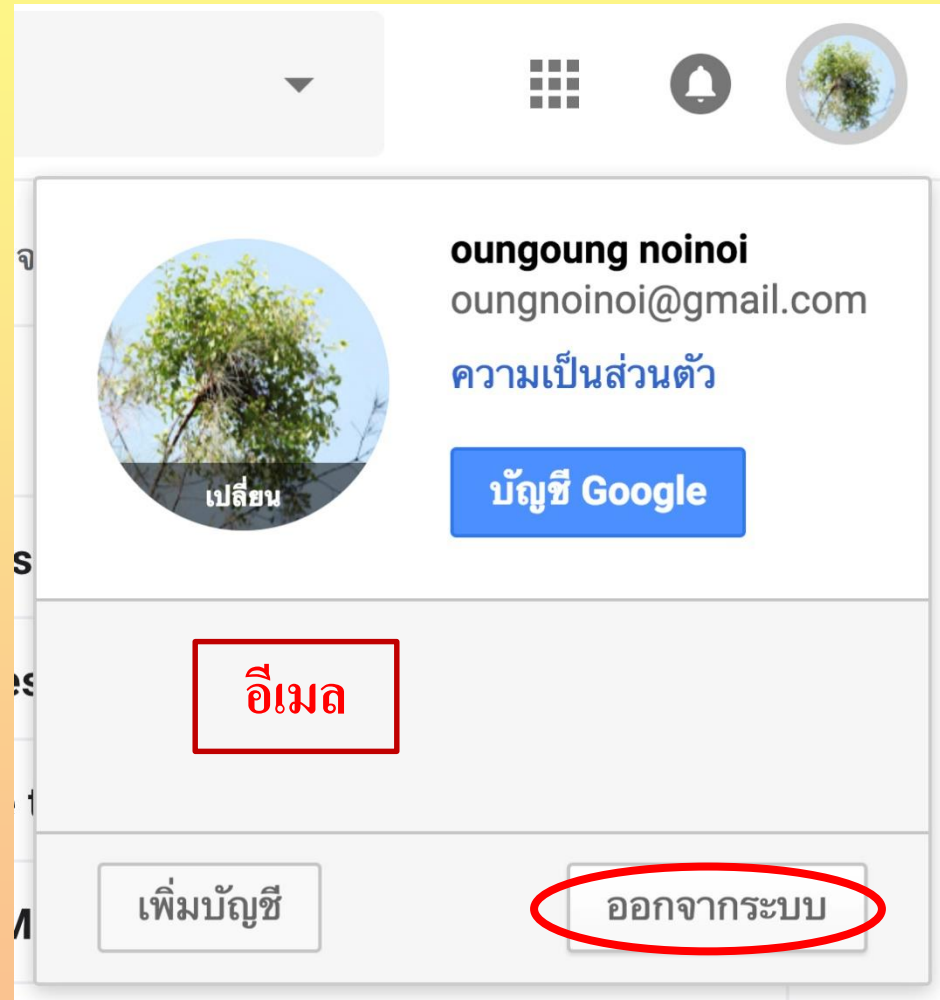 จ
oungoung noinoi
oungnoinoi@gmail.com
ความเป็นส่วนตัว
เปลี่ยน
บัญชี Google
s
es
อีเมล
เพิ่มบัญชี
ออกจากระบบ
M